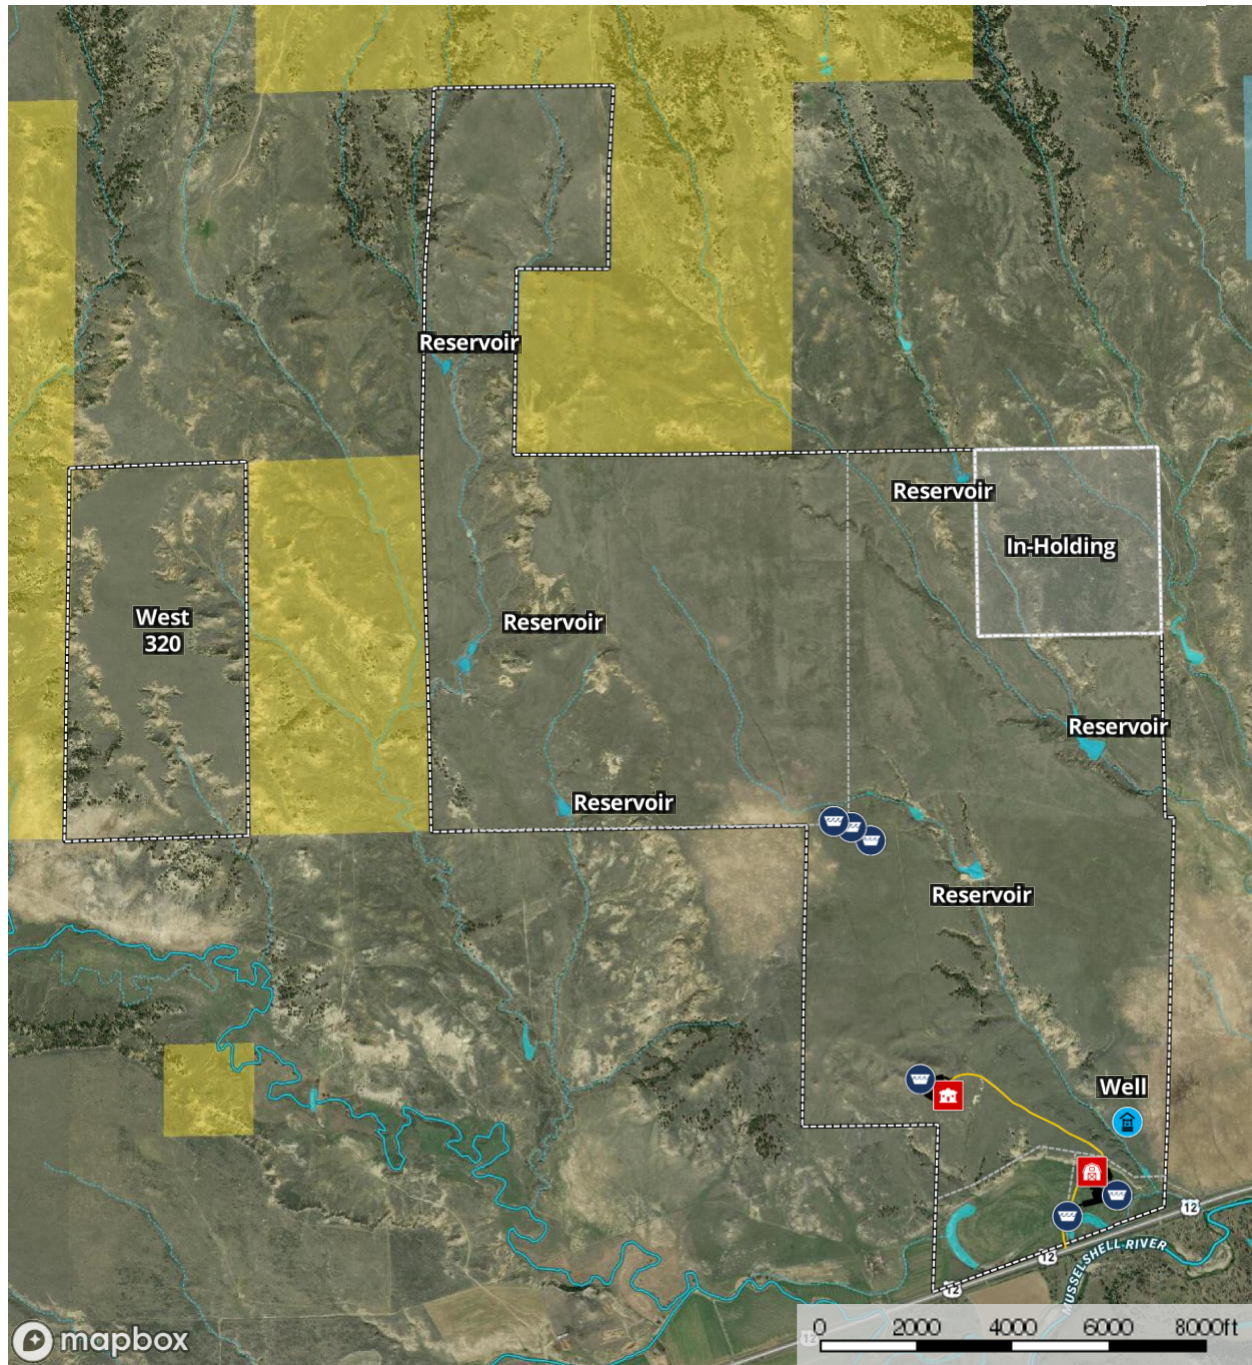 Reservoir
Reservoir
In-Holding
West
320
Reservoir
Reservoir
Reservoir
Reservoir
Well
12
12
MUSSELSHELL RIVER
12
12
mapbox
0 2000 4000 6000 8000ft